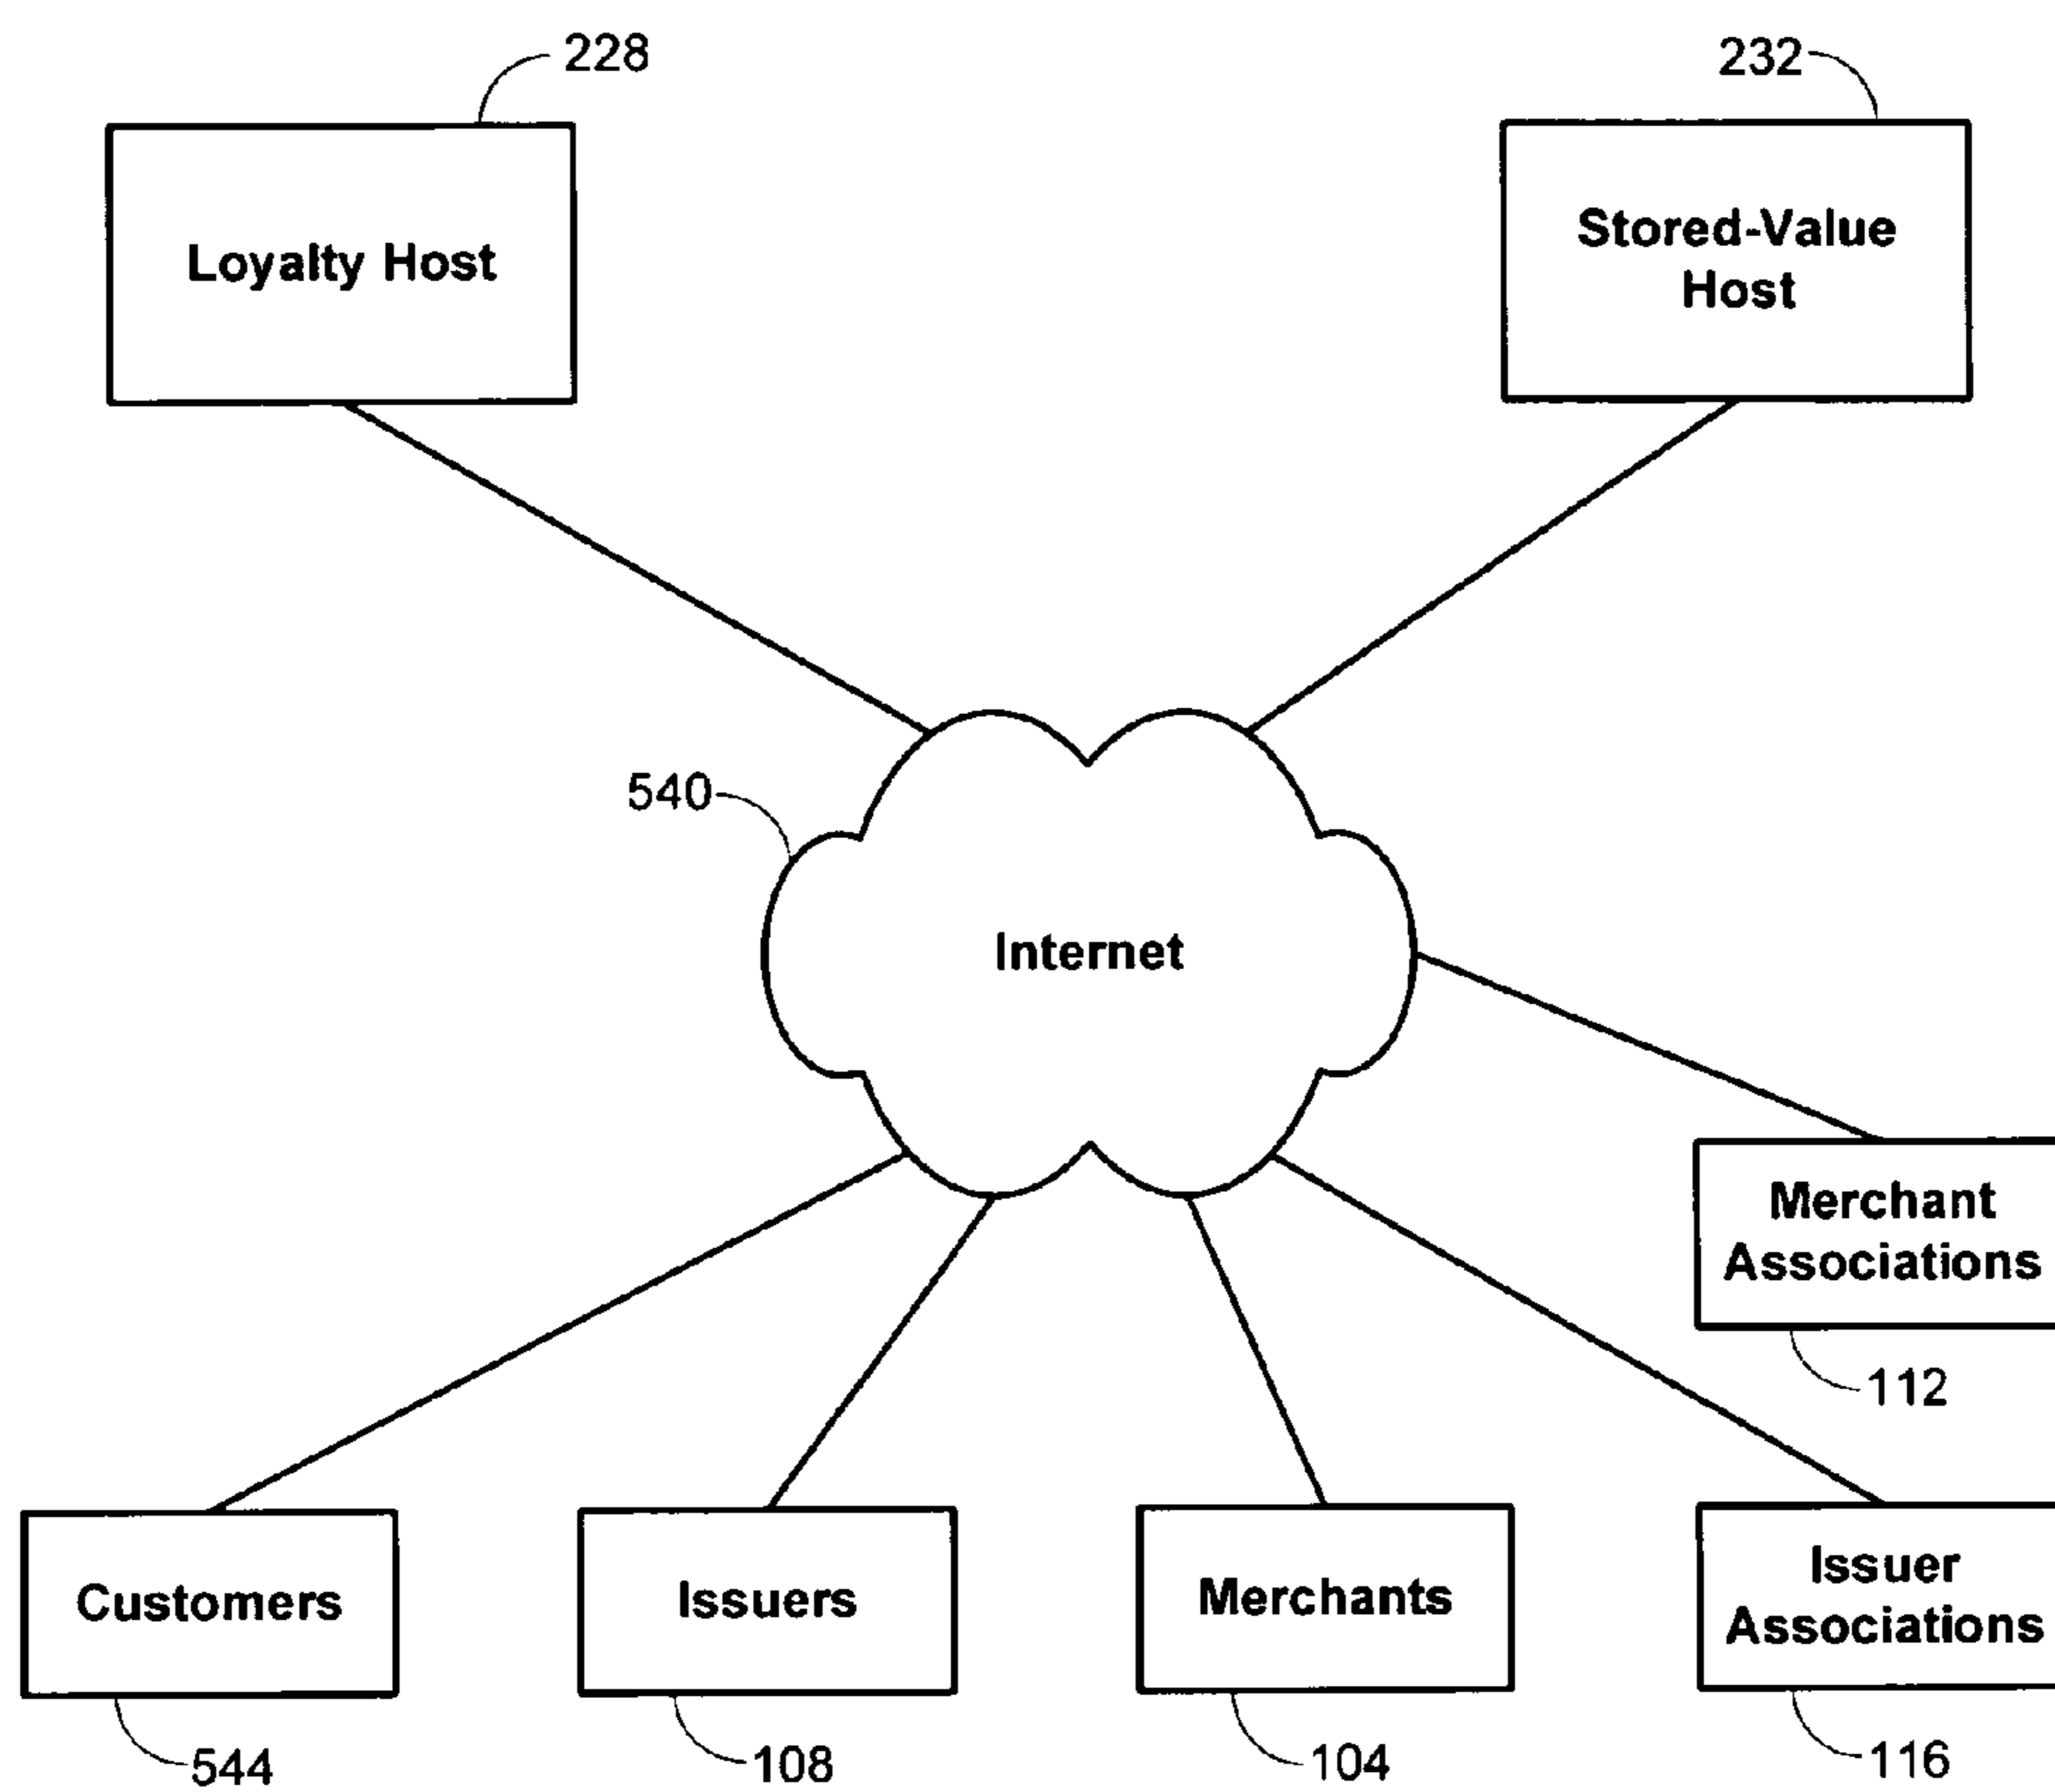 228
232
Loyalty Host
Stored-Value
Host
540
Internet
Merchant
Associations
112
Customers
Issuers
Merchants
Issuer
Associations
544
108
104
116